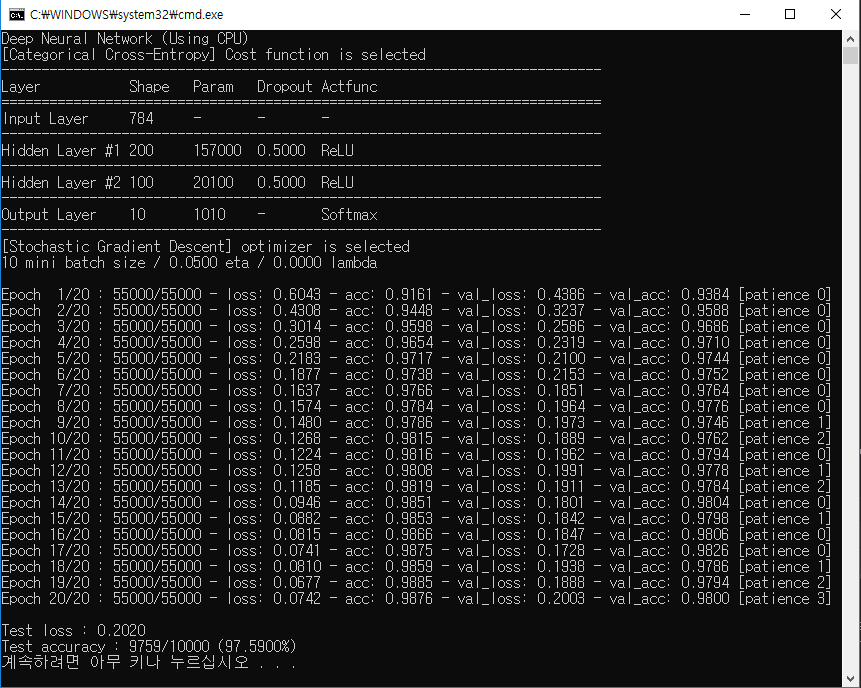 C:₩WINDOWS₩system32₩cmd.exe
Deep Neural Network (Using CPU)
[Categorical Cross-Entropy] Cost function is selected
---------------------------------------------------------------------------
Layer Shape Param Dropout Actfunc
===========================================================================
Input Layer 784 - - -
---------------------------------------------------------------------------
Hidden Layer #1 200 157000 0.5000 ReLU
---------------------------------------------------------------------------
Hidden Layer #2 100 20100 0.5000 ReLU
---------------------------------------------------------------------------
Output Layer 10 1010 - Softmax
---------------------------------------------------------------------------
[Stochastic Gradient Descent] optimizer is selected
10 mini batch size / 0.0500 eta / 0.0000 lambda
Epoch 1/20 : 55000/55000 - loss: 0.6043 - acc: 0.9161 - val_loss: 0.4386 - val_acc: 0.9384 [patience 0]
Epoch 2/20 : 55000/55000 - loss: 0.4308 - acc: 0.9448 - val_loss: 0.3237 - val_acc: 0.9588 [patience 0]
Epoch 3/20 : 55000/55000 - loss: 0.3014 - acc: 0.9598 - val_loss: 0.2586 - val_acc: 0.9686 [patience 0]
Epoch 4/20 : 55000/55000 - loss: 0.2598 - acc: 0.9654 - val_loss: 0.2319 - val_acc: 0.9710 [patience 0]
Epoch 5/20 : 55000/55000 - loss: 0.2183 - acc: 0.9717 - val_loss: 0.2100 - val_acc: 0.9744 [patience 0]
Epoch 6/20 : 55000/55000 - loss: 0.1877 - acc: 0.9738 - val_loss: 0.2153 - val_acc: 0.9752 [patience 0]
Epoch 7/20 : 55000/55000 - loss: 0.1637 - acc: 0.9766 - val_loss: 0.1851 - val_acc: 0.9764 [patience 0]
Epoch 8/20 : 55000/55000 - loss: 0.1574 - acc: 0.9784 - val_loss: 0.1964 - val_acc: 0.9776 [patience 0]
Epoch 9/20 : 55000/55000 - loss: 0.1480 - acc: 0.9786 - val_loss: 0.1973 - val_acc: 0.9746 [patience 1]
Epoch 10/20 : 55000/55000 - loss: 0.1268 - acc: 0.9815 - val_loss: 0.1889 - val_acc: 0.9762 [patience 2]
Epoch 11/20 : 55000/55000 - loss: 0.1224 - acc: 0.9816 - val_loss: 0.1962 - val_acc: 0.9794 [patience 0]
Epoch 12/20 : 55000/55000 - loss: 0.1258 - acc: 0.9808 - val_loss: 0.1991 - val_acc: 0.9778 [patience 1]
Epoch 13/20 : 55000/55000 - loss: 0.1185 - acc: 0.9819 - val_loss: 0.1911 - val_acc: 0.9784 [patience 2]
Epoch 14/20 : 55000/55000 - loss: 0.0946 - acc: 0.9851 - val_loss: 0.1801 - val_acc: 0.9804 [patience 0]
Epoch 15/20 : 55000/55000 - loss: 0.0882 - acc: 0.9853 - val_loss: 0.1842 - val_acc: 0.9798 [patience 1]
Epoch 16/20 : 55000/55000 - loss: 0.0815 - acc: 0.9866 - val_loss: 0.1847 - val_acc: 0.9806 [patience 0]
Epoch 17/20 : 55000/55000 - loss: 0.0741 - acc: 0.9875 - val_loss: 0.1728 - val_acc: 0.9826 [patience 0]
Epoch 18/20 : 55000/55000 - loss: 0.0810 - acc: 0.9859 - val_loss: 0.1938 - val_acc: 0.9786 [patience 1]
Epoch 19/20 : 55000/55000 - loss: 0.0677 - acc: 0.9885 - val_loss: 0.1888 - val_acc: 0.9794 [patience 2]
Epoch 20/20 : 55000/55000 - loss: 0.0742 - acc: 0.9876 - val_loss: 0.2003 - val_acc: 0.9800 [patience 3]
Test loss : 0.2020
Test accuracy : 9759/10000 (97.5900%)
계속하려면 아무 키나 누르십시오 . . .